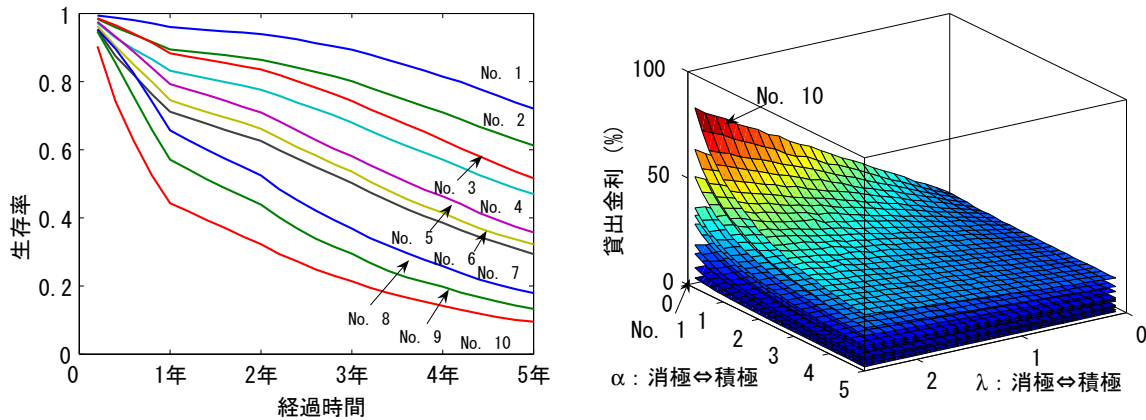 1
0.8
0.6
0.4
0.2
0
生存率
No. 1
No. 2
No. 3
No. 4
No. 5
No. 6
No. 7
No. 8
No. 9
No. 10
0
1年
2年
3年
4年
5年
経過時間
100
50
0
貸出金利 (%)
No. 10
No. 1
0
1
2
3
4
5
α：消極⇔積極
2
1
0
λ：消極⇔積極